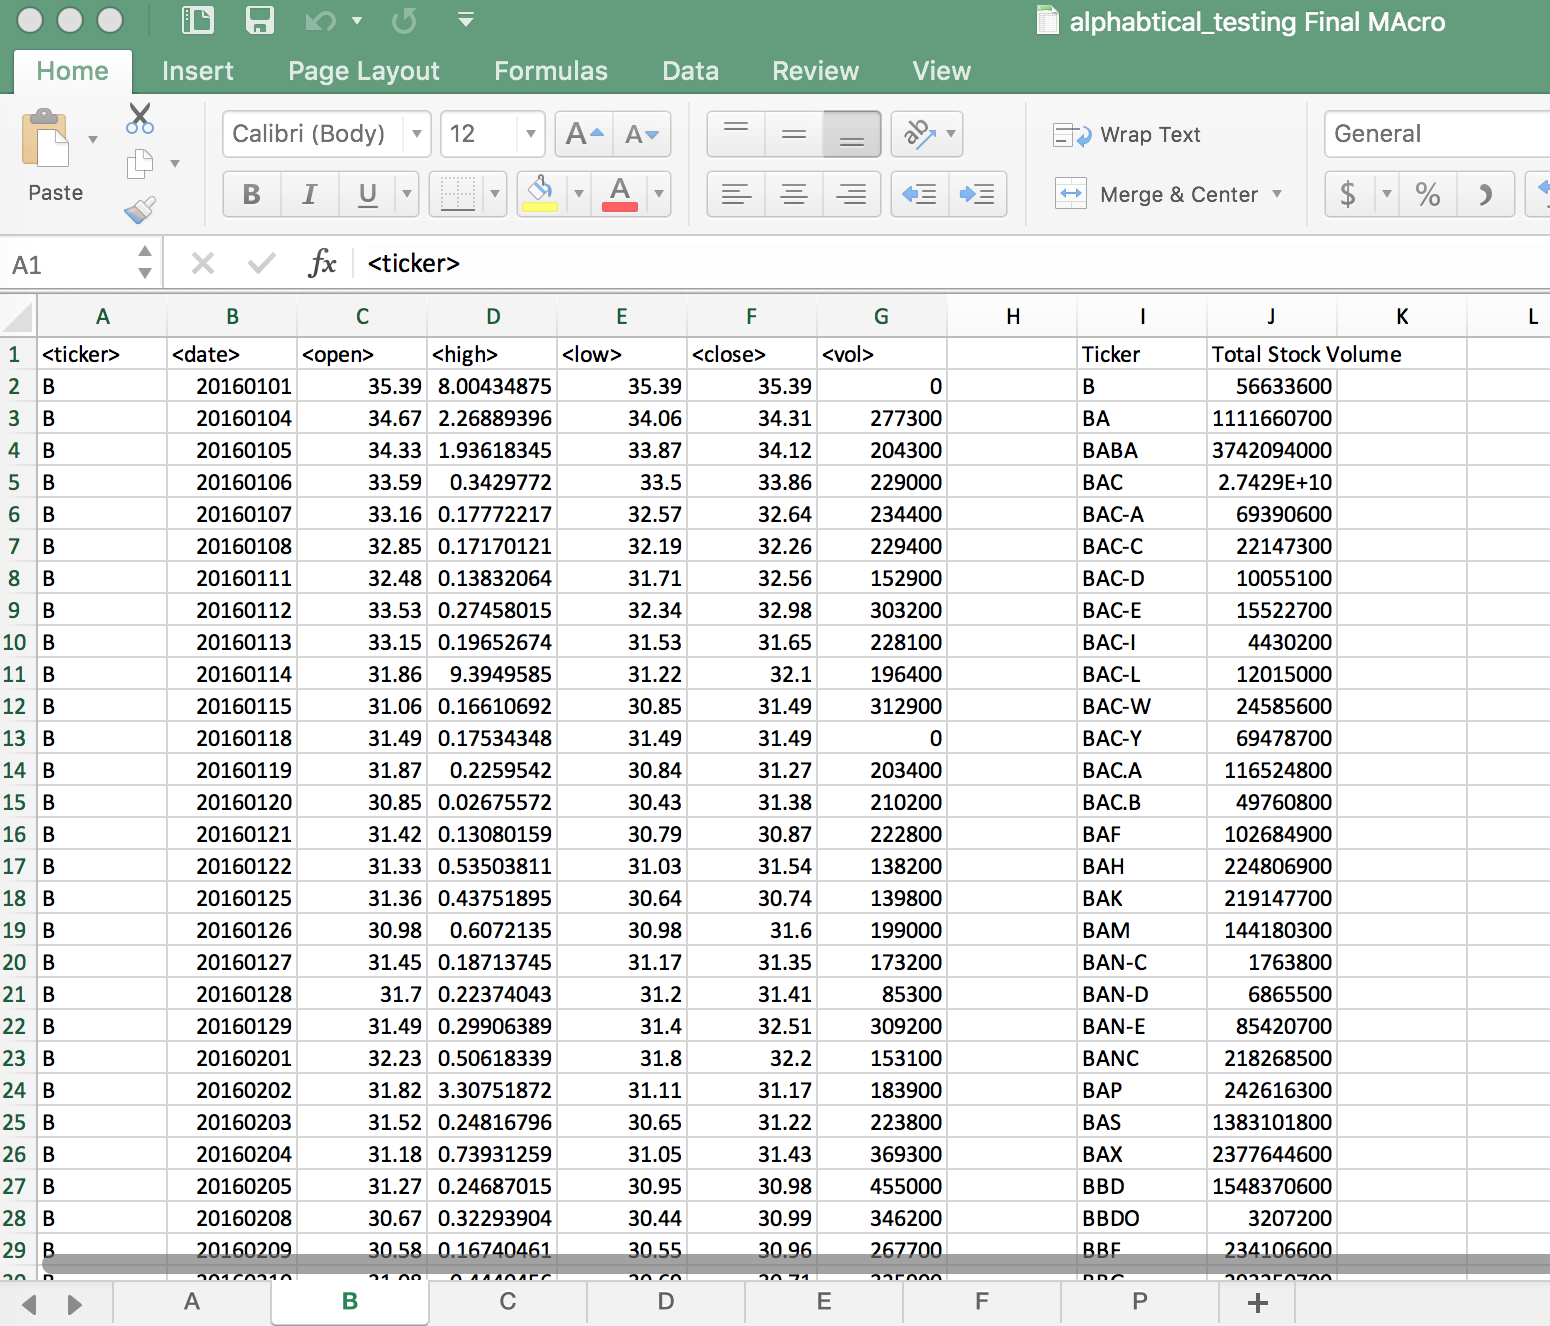 alphabtical_testing Final MAcro
Home Insert Page Layout Formulas Data Review View
Paste Calibri (Body) 12 A A ab Wrap Text General
B I U A Merge & Center $ % )
A1 fx <ticker>
A B C D E F G H I J K L
1 <ticker> <date> <open> <high> <low> <close> <vol> Ticker Total Stock Volume
2 B 20160101 35.39 8.00434875 35.39 35.39 0 B 56633600
3 B 20160104 34.67 2.26889396 34.06 34.31 277300 BA 1111660700
4 B 20160105 34.33 1.93618345 33.87 34.12 204300 BABA 3742094000
5 B 20160106 33.59 0.3429772 33.5 33.86 229000 BAC 2.7429E+10
6 B 20160107 33.16 0.17772217 32.57 32.64 234400 BAC-A 69390600
7 B 20160108 32.85 0.17170121 32.19 32.26 229400 BAC-C 22147300
8 B 20160111 32.48 0.13832064 31.71 32.56 152900 BAC-D 10055100
9 B 20160112 33.53 0.27458015 32.34 32.98 303200 BAC-E 15522700
10 B 20160113 33.15 0.19652674 31.53 31.65 228100 BAC-I 4430200
11 B 20160114 31.86 9.3949585 31.22 32.1 196400 BAC-L 12015000
12 B 20160115 31.06 0.16610692 30.85 31.49 312900 BAC-W 24585600
13 B 20160118 31.49 0.17534348 31.49 31.49 0 BAC-Y 69478700
14 B 20160119 31.87 0.2259542 30.84 31.27 203400 BAC.A 116524800
15 B 20160120 30.85 0.02675572 30.43 31.38 210200 BAC.B 49760800
16 B 20160121 31.42 0.13080159 30.79 30.87 222800 BAF 102684900
17 B 20160122 31.33 0.53503811 31.03 31.54 138200 BAH 224806900
18 B 20160125 31.36 0.43751895 30.64 30.74 139800 BAK 219147700
19 B 20160126 30.98 0.6072135 30.98 31.6 199000 BAM 144180300
20 B 20160127 31.45 0.18713745 31.17 31.35 173200 BAN-C 1763800
21 B 20160128 31.7 0.22374043 31.2 31.41 85300 BAN-D 6865500
22 B 20160129 31.49 0.29906389 31.4 32.51 309200 BAN-E 85420700
23 B 20160201 32.23 0.50618339 31.8 32.2 153100 BANC 218268500
24 B 20160202 31.82 3.30751872 31.11 31.17 183900 BAP 242616300
25 B 20160203 31.52 0.24816796 30.65 31.22 223800 BAS 1383101800
26 B 20160204 31.18 0.73931259 31.05 31.43 369300 BAX 2377644600
27 B 20160205 31.27 0.24687015 30.95 30.98 455000 BBD 1548370600
28 B 20160208 30.67 0.32293904 30.44 30.99 346200 BBDO 3207200
29 B 20160209 30.58 0.16740461 30.55 30.96 267700 BBF 234106600
A B C D E F P +